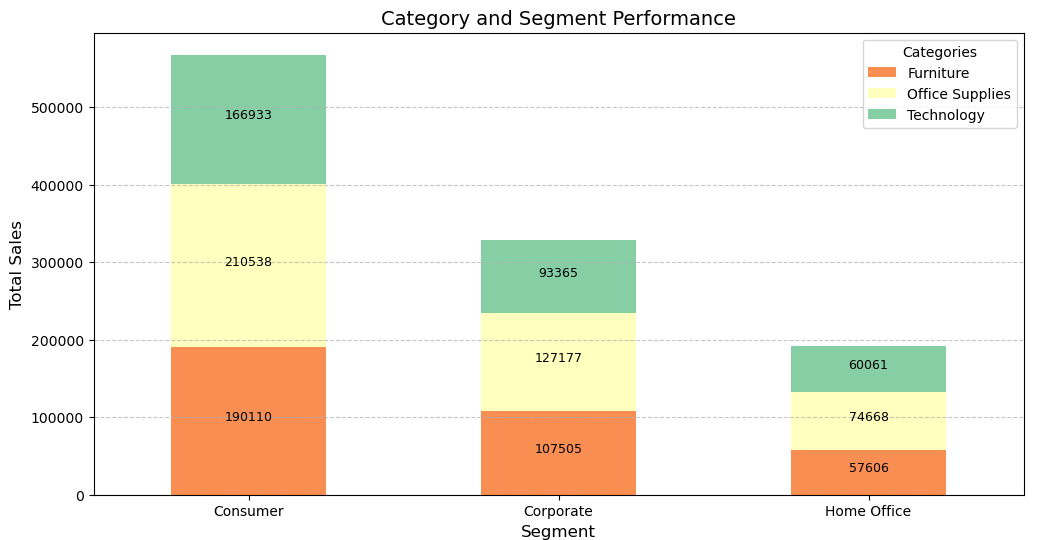 Category and Segment Performance
Categories
Furniture
Office Supplies
Technology
Total Sales
500000
400000
300000
200000
100000
0
166933
210538
190110
93365
127177
107505
60061
74668
57606
Consumer
Corporate
Home Office
Segment